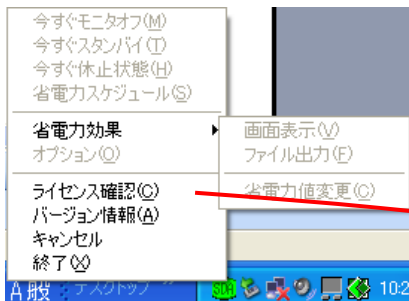 今すぐモニタオフ(M)
今すぐスタンバイ(T)
今すぐ休止状態(H)
省電力スケジュール(S)
省電力効果
オプション(O)
画面表示(V)
ファイル出力(F)
省電力値変更(C)
ライセンス確認(C)
バージョン情報(A)
キャンセル
終了(X)
A 般
デスクトップ
10:2